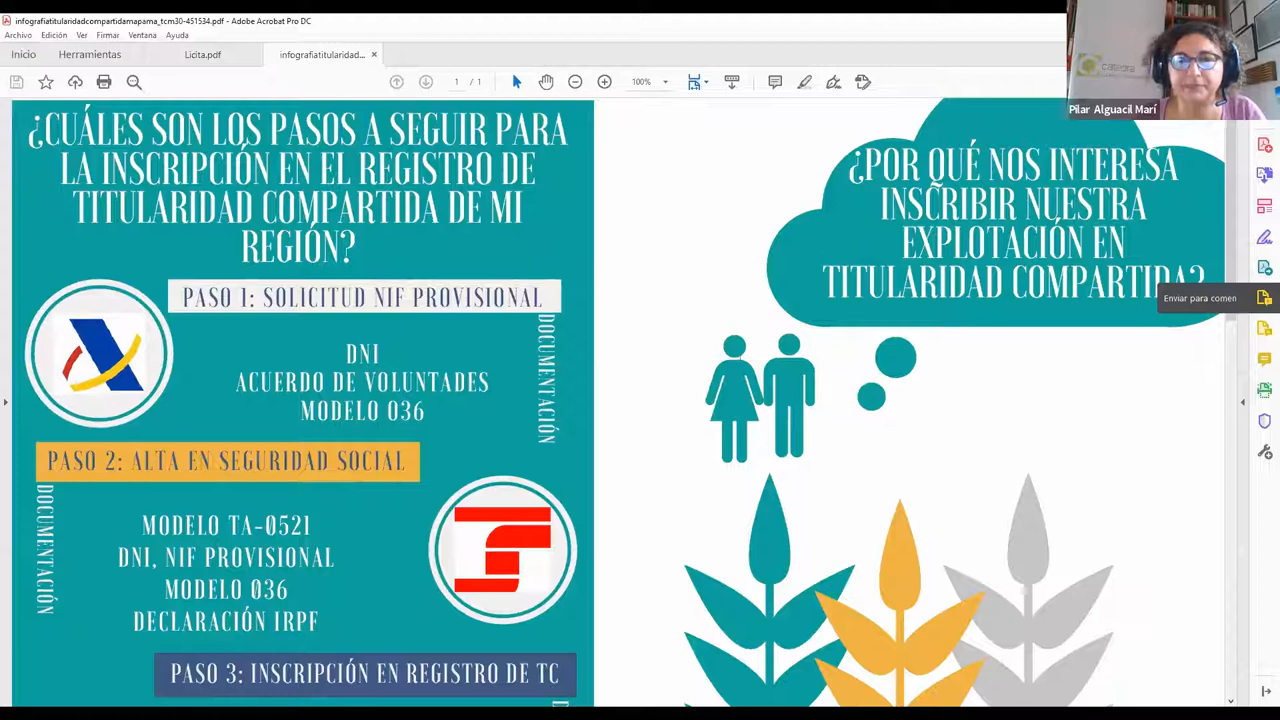 infografiatitularidadcompartidamapama_tcm30-451534.pdf - Adobe Acrobat Pro DC
Archivo Edición Ver Firmar Ventana Ayuda
Inicio Herramientas Licita.pdf infografiatitularidad... ×
1 / 1 100%
cátedra
Pilar Alguacil Marí
¿CUÁLES SON LOS PASOS A SEGUIR PARA
LA INSCRIPCIÓN EN EL REGISTRO DE
TITULARIDAD COMPARTIDA DE MI
REGIÓN?
PASO 1: SOLICITUD NIF PROVISIONAL
DOCUMENTACIÓN
DNI
ACUERDO DE VOLUNTADES
MODELO 036
PASO 2: ALTA EN SEGURIDAD SOCIAL
DOCUMENTACIÓN
MODELO TA-0521
DNI, NIF PROVISIONAL
MODELO 036
DECLARACIÓN IRPF
PASO 3: INSCRIPCIÓN EN REGISTRO DE TC
¿POR QUÉ NOS INTERESA
INSCRIBIR NUESTRA
EXPLOTACIÓN EN
TITULARIDAD COMPARTIDA?
Enviar para comen